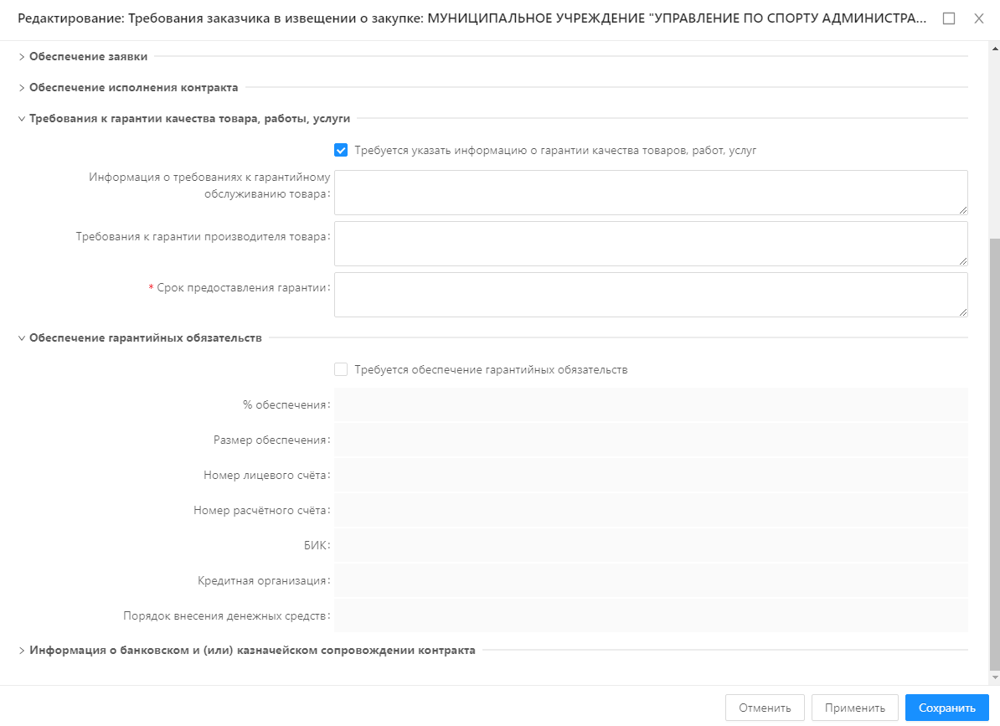 Редактирование: Требования заказчика в извещении о закупке: МУНИЦИПАЛЬНОЕ УЧРЕЖДЕНИЕ "УПРАВЛЕНИЕ ПО СПОРТУ АДМИНИСТРА...
Обеспечение заявки
Обеспечение исполнения контракта
Требования к гарантии качества товара, работы, услуги
Требуется указать информацию о гарантии качества товаров, работ, услуг
Информация о требованиях к гарантийному
обслуживанию товара:
Требования к гарантии производителя товара:
* Срок предоставления гарантии:
Обеспечение гарантийных обязательств
Требуется обеспечение гарантийных обязательств
% обеспечения:
Размер обеспечения:
Номер лицевого счёта:
Номер расчётного счёта:
БИК:
Кредитная организация:
Порядок внесения денежных средств:
Информация о банковском и (или) казначейском сопровождении контракта
Отменить Применить Сохранить